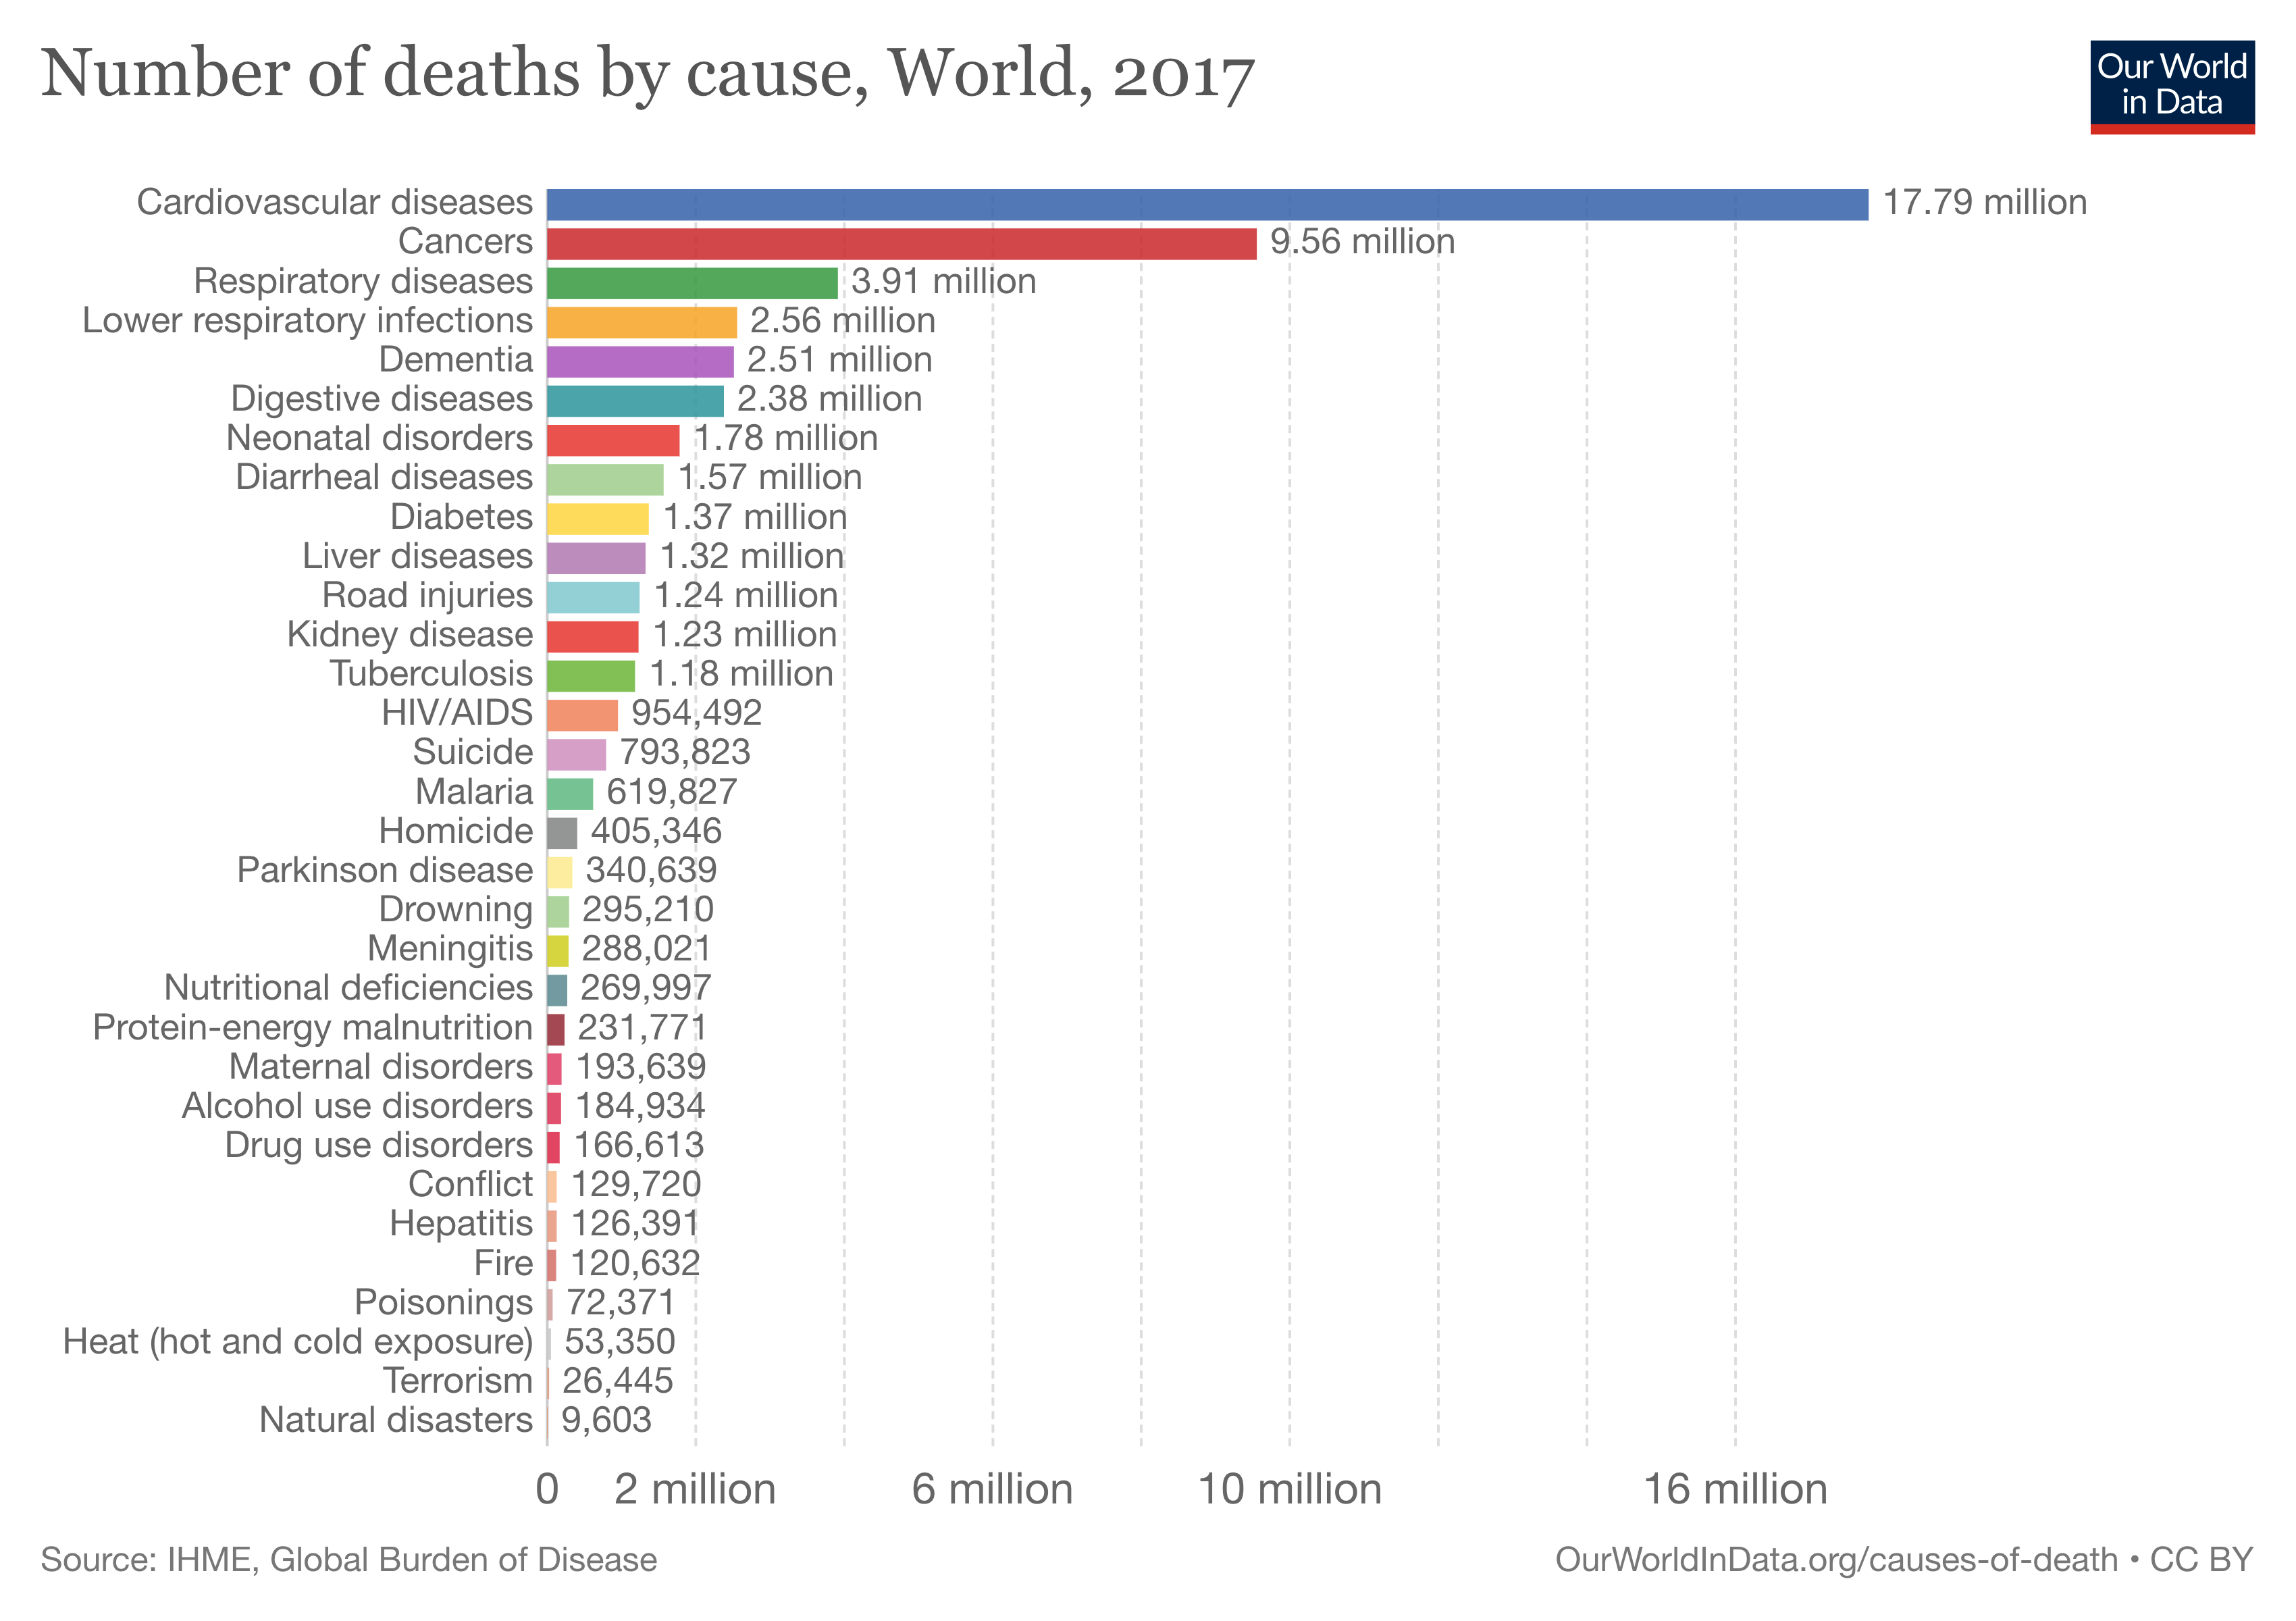 Number of deaths by cause, World, 2017
Our World
in Data
Cardiovascular diseases 17.79 million
Cancers 9.56 million
Respiratory diseases 3.91 million
Lower respiratory infections 2.56 million
Dementia 2.51 million
Digestive diseases 2.38 million
Neonatal disorders 1.78 million
Diarrheal diseases 1.57 million
Diabetes 1.37 million
Liver diseases 1.32 million
Road injuries 1.24 million
Kidney disease 1.23 million
Tuberculosis 1.18 million
HIV/AIDS 954,492
Suicide 793,823
Malaria 619,827
Homicide 405,346
Parkinson disease 340,639
Drowning 295,210
Meningitis 288,021
Nutritional deficiencies 269,997
Protein-energy malnutrition 231,771
Maternal disorders 193,639
Alcohol use disorders 184,934
Drug use disorders 166,613
Conflict 129,720
Hepatitis 126,391
Fire 120,632
Poisonings 72,371
Heat (hot and cold exposure) 53,350
Terrorism 26,445
Natural disasters 9,603
0 2 million 6 million 10 million 16 million
Source: IHME, Global Burden of Disease OurWorldInData.org/causes-of-death • CC BY